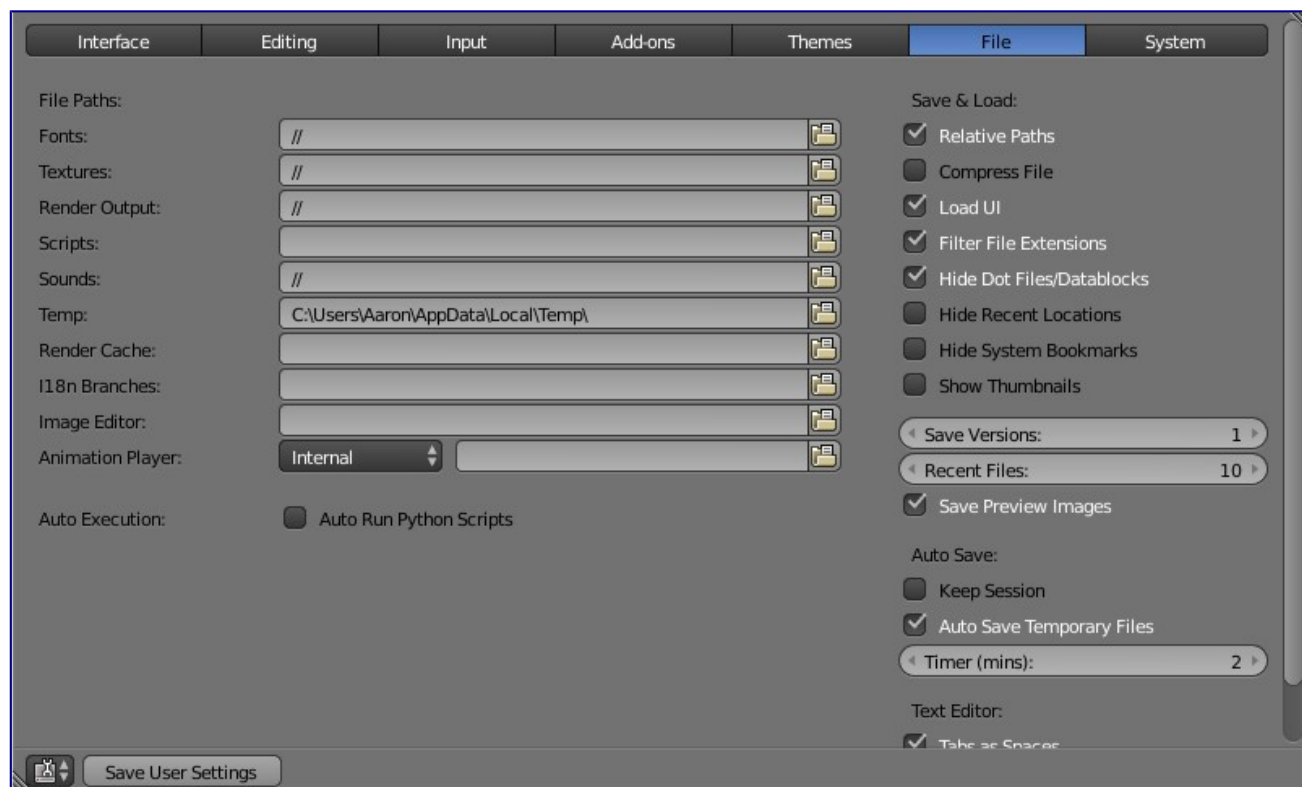 Interface Editing Input Add-ons Themes File System
File Paths:
Fonts: //
Textures: //
Render Output: //
Scripts:
Sounds: //
Temp: C:\Users\Aaron\AppData\Local\Temp\
Render Cache:
I18n Branches:
Image Editor:
Animation Player: Internal
Auto Execution: Auto Run Python Scripts
Save & Load:
Relative Paths
Compress File
Load UI
Filter File Extensions
Hide Dot Files/Datablocks
Hide Recent Locations
Hide System Bookmarks
Show Thumbnails
Save Versions: 1
Recent Files: 10
Save Preview Images
Auto Save:
Keep Session
Auto Save Temporary Files
Timer (mins): 2
Text Editor:
Tabs as Spaces
Save User Settings